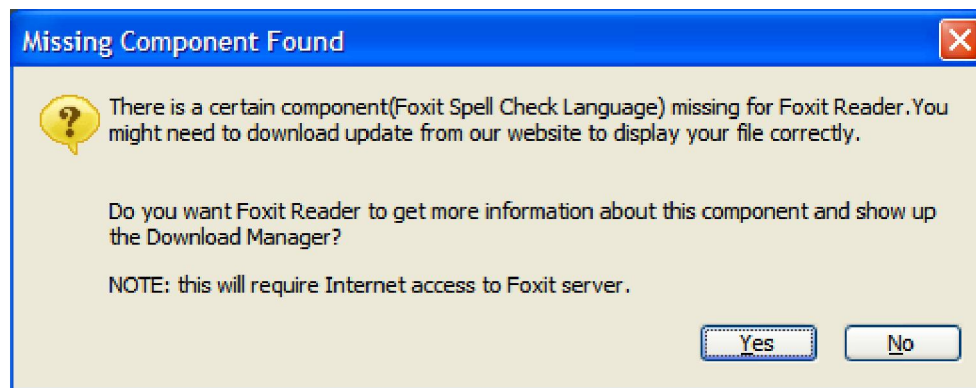 Missing Component Found
There is a certain component(Foxit Spell Check Language) missing for Foxit Reader.You
might need to download update from our website to display your file correctly.
Do you want Foxit Reader to get more information about this component and show up
the Download Manager?
NOTE: this will require Internet access to Foxit server.
Yes
No